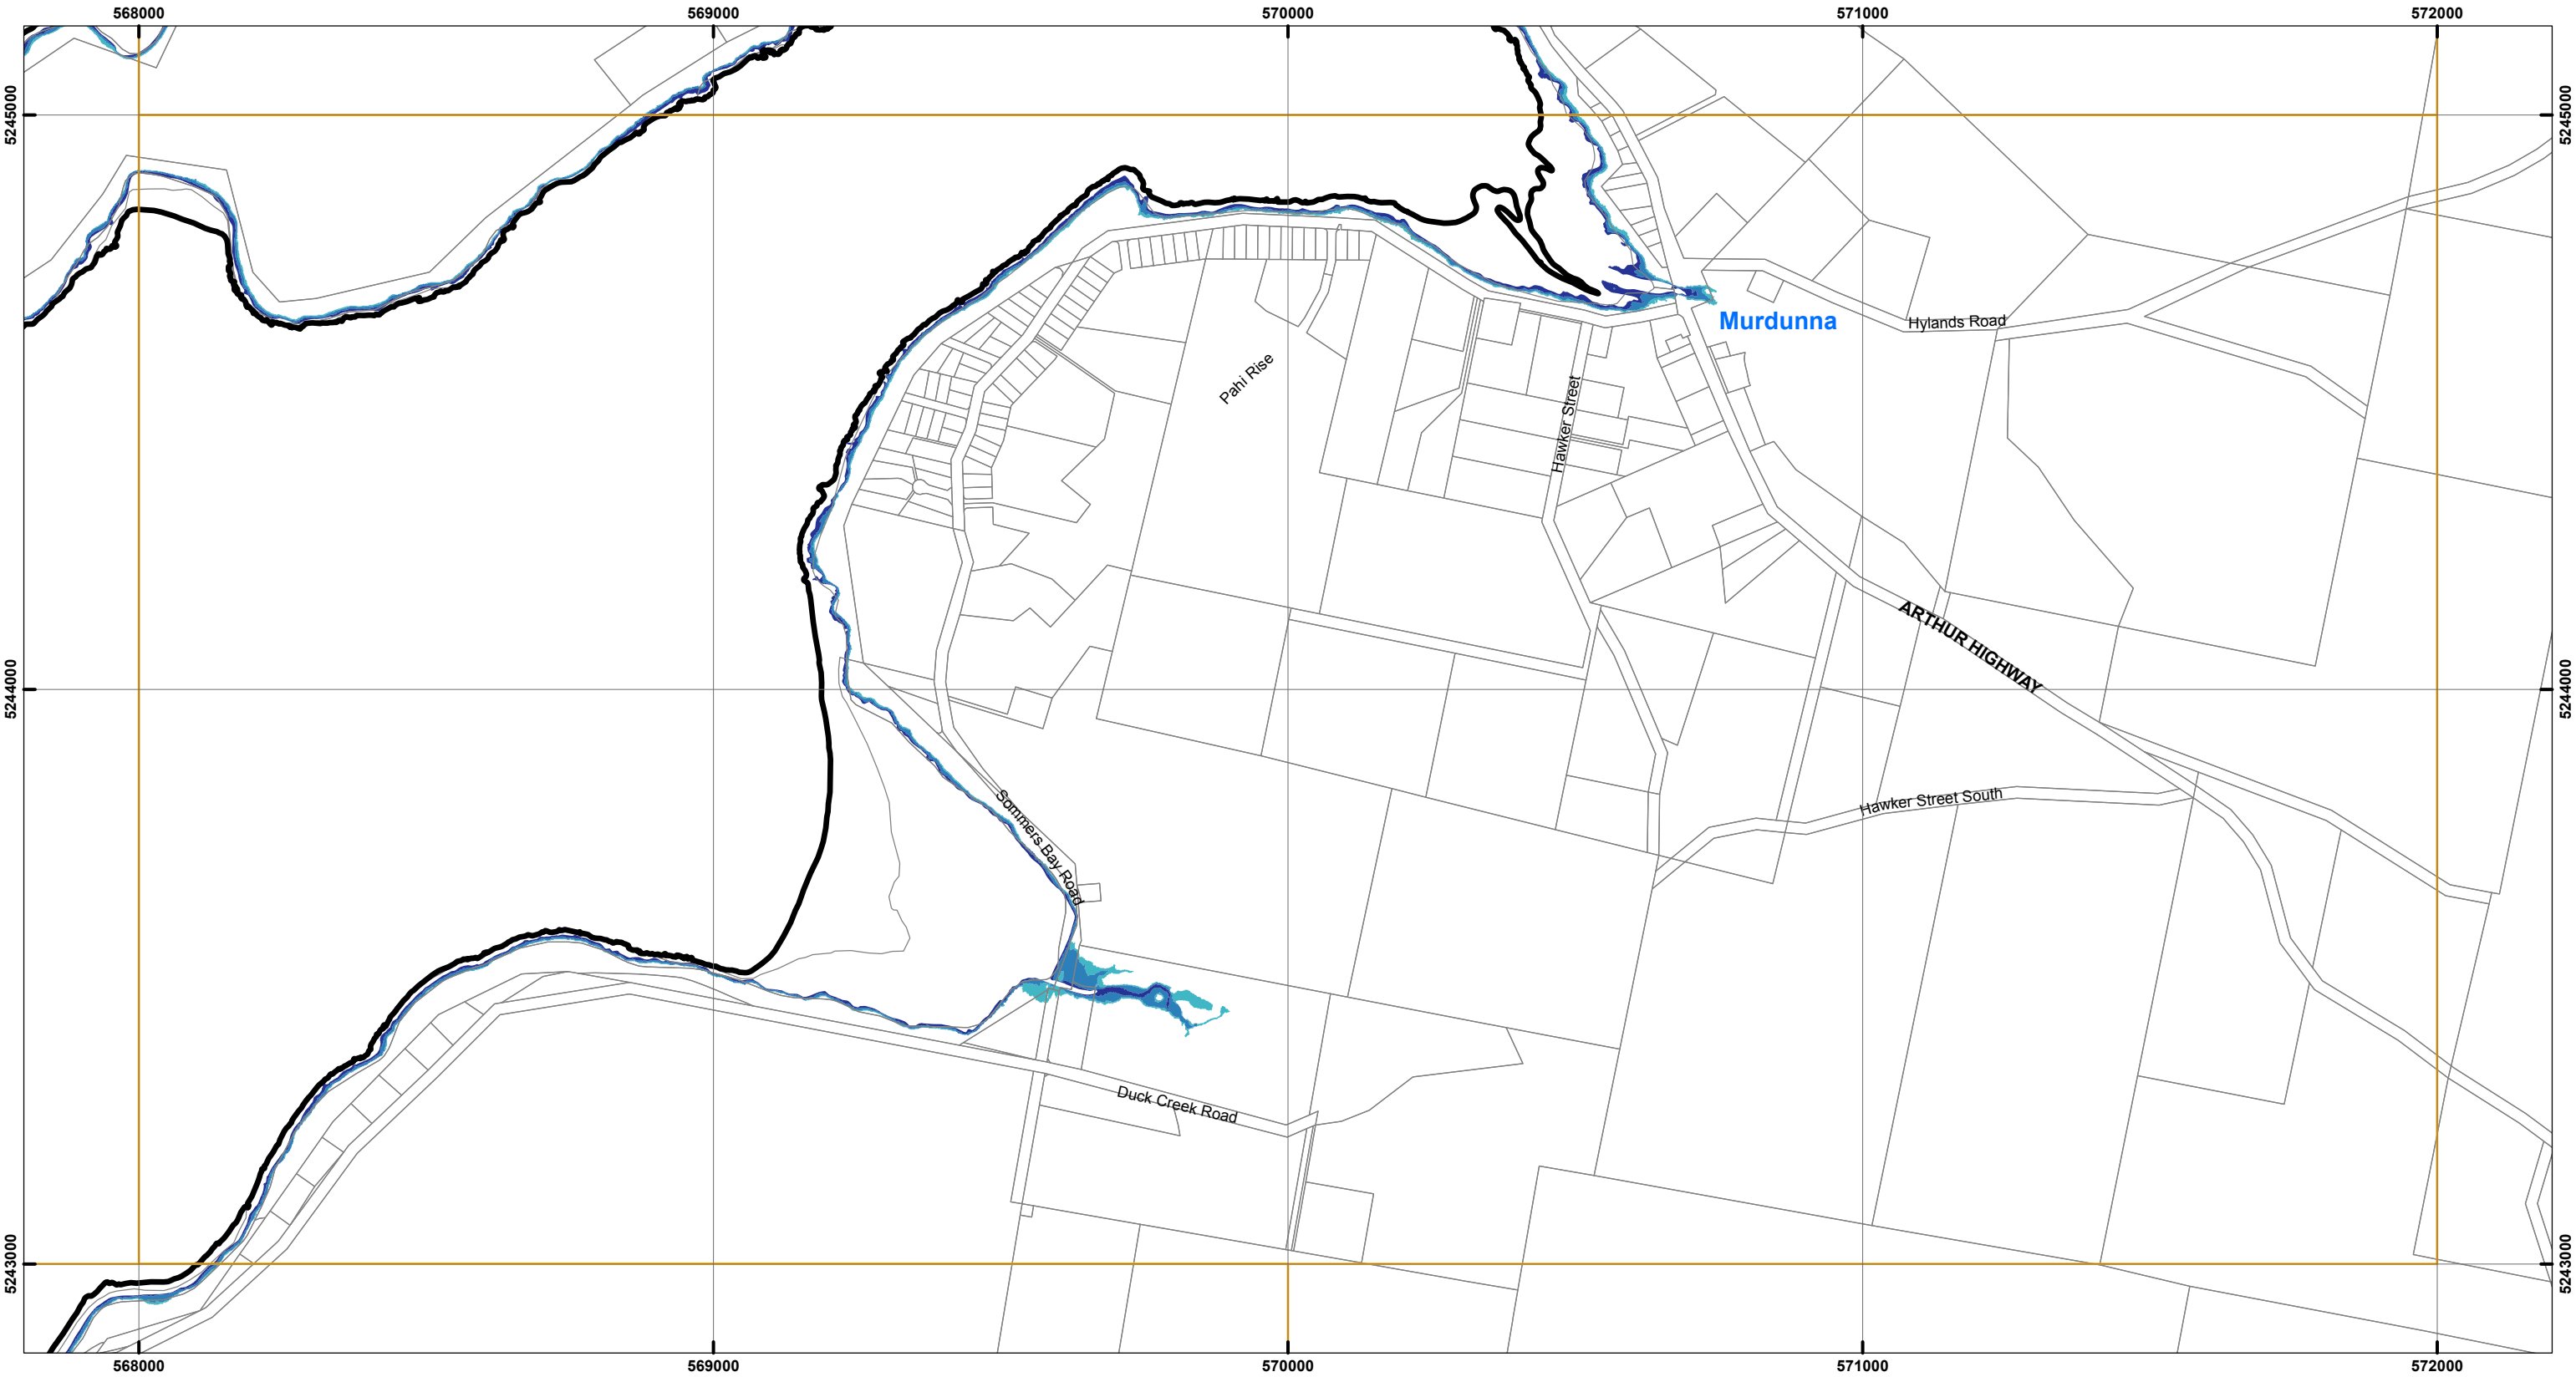 568000 569000 570000 571000 572000
5245000 5245000
Murdunna
Hylands Road
Pahi Rise
Hawker Street
ARTHUR HIGHWAY
5244000 5244000
Hawker Street South
Sommers Bay Road
Duck Creek Road
5243000 5243000
568000 569000 570000 571000 572000